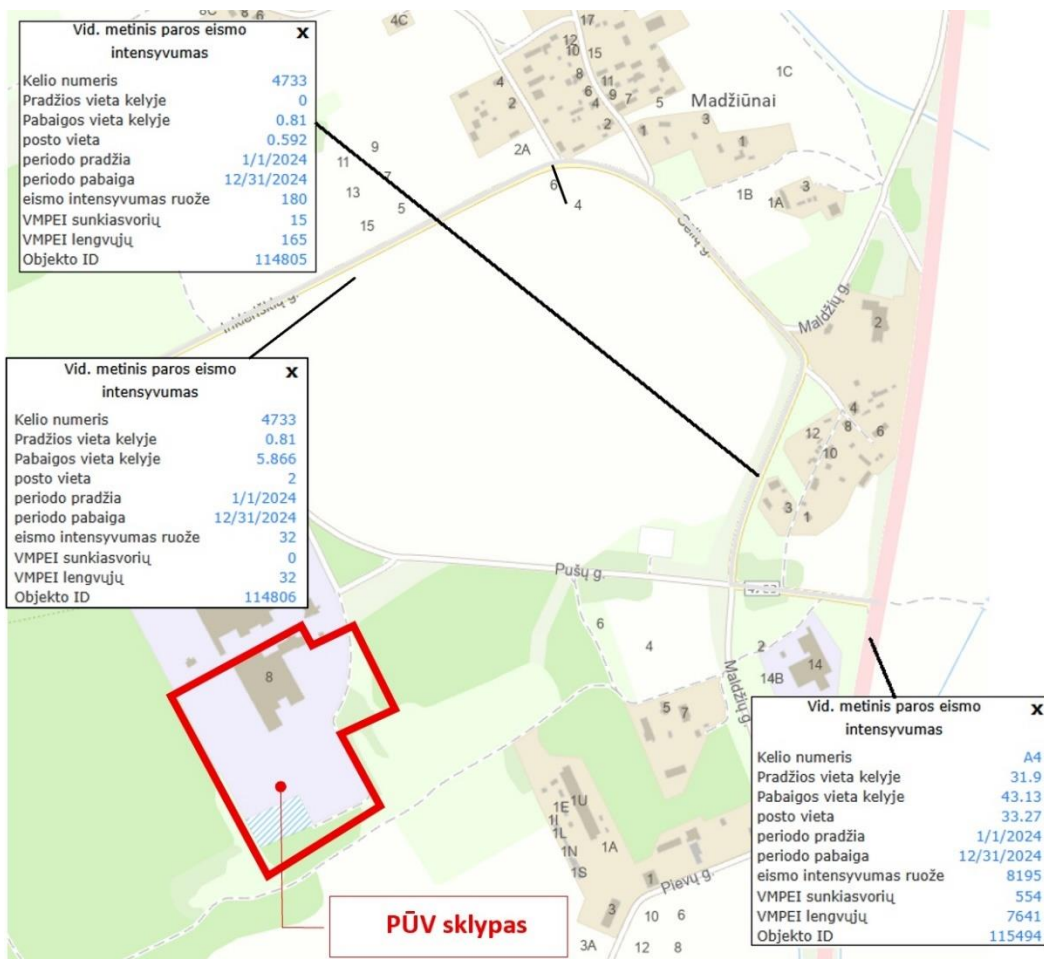 Vid. metinis paros eismo x
intensyvumas
Kelio numeris 4733
Pradžios vieta kelyje 0
Pabaigos vieta kelyje 0.81
posto vieta 0.592
periodo pradžia 1/1/2024
periodo pabaiga 12/31/2024
eismo intensyvumas ruože 180
VMPEI sunkiasvorių 15
VMPEI lengvųjų 165
Objekto ID 114805
4C
17
12
10
15
8
4
11
6
9
2
4
7
5
2
1
2A
Madžiūnai
3
1
1C
1B
1A
3
9
11
7
13
5
15
6
4
Maldžių g.
2
Vid. metinis paros eismo x
intensyvumas
Kelio numeris 4733
Pradžios vieta kelyje 0.81
Pabaigos vieta kelyje 5.866
posto vieta 2
periodo pradžia 1/1/2024
periodo pabaiga 12/31/2024
eismo intensyvumas ruože 32
VMPEI sunkiasvorių 0
VMPEI lengvųjų 32
Objekto ID 114806
4
8
6
12
10
3
1
Pušų g.
6
4
2
14
14B
Maldžių g.
8
5
7
1U
1E
1I
1L
1A
1N
1S
1
Pievų g.
3
10
6
3A
12
8
PŪV sklypas
Vid. metinis paros eismo x
intensyvumas
Kelio numeris A4
Pradžios vieta kelyje 31.9
Pabaigos vieta kelyje 43.13
posto vieta 33.27
periodo pradžia 1/1/2024
periodo pabaiga 12/31/2024
eismo intensyvumas ruože 8195
VMPEI sunkiasvorių 554
VMPEI lengvųjų 7641
Objekto ID 115494